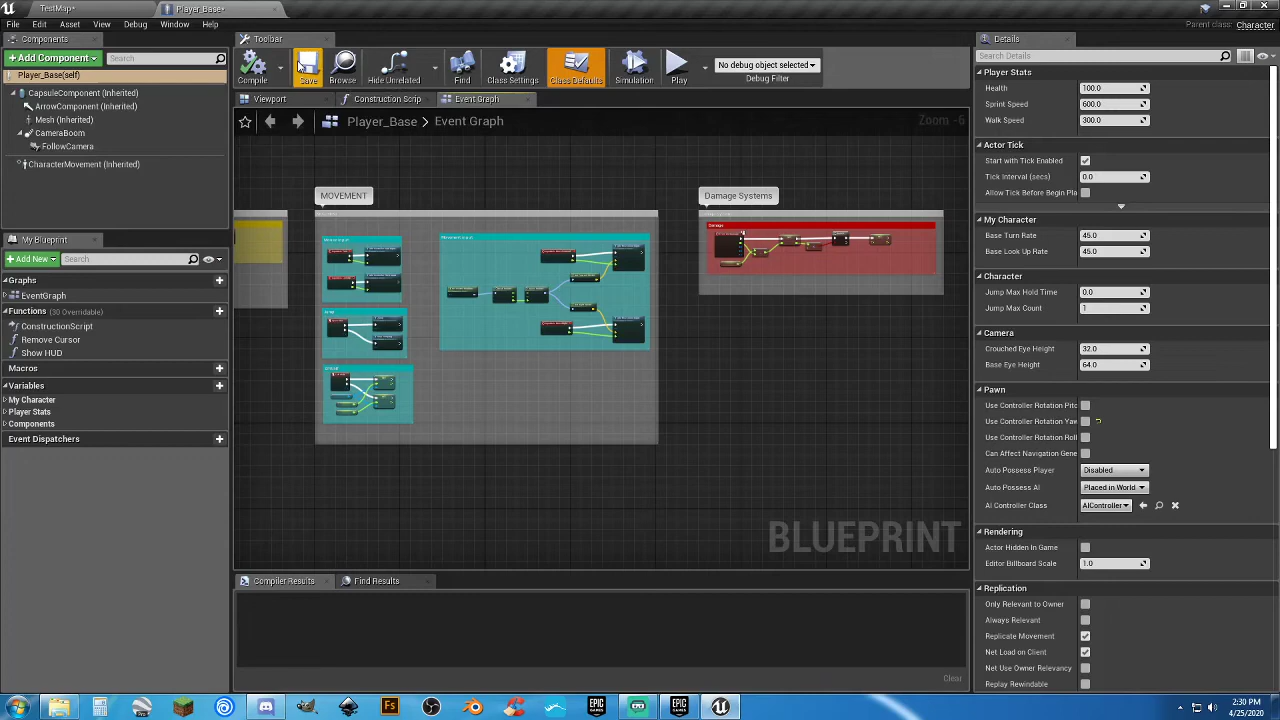 TestMap*
Player_Base*
File
Edit
Asset
View
Debug
Window
Help
Parent class: Character
Components
Toolbar
Details
Add Component
Search
Player_Base(self)
CapsuleComponent (Inherited)
ArrowComponent (Inherited)
Mesh (Inherited)
CameraBoom
FollowCamera
CharacterMovement (Inherited)
Compile
Save
Browse
Hide Unrelated
Find
Class Settings
Class Defaults
Simulation
Play
No debug object selected
Debug Filter
Viewport
Construction Scrip
Event Graph
Player_Base
Event Graph
Zoom -6
MOVEMENT
Damage Systems
Damage
BLUEPRINT
My Blueprint
Add New
Search
Graphs
EventGraph
Functions (30 Overridable)
ConstructionScript
Remove Cursor
Show HUD
Macros
Variables
My Character
Player Stats
Components
Event Dispatchers
Compiler Results
Find Results
Clear
Search Details
Player Stats
Health 100.0
Sprint Speed 600.0
Walk Speed 300.0
Actor Tick
Start with Tick Enabled
Tick Interval (secs) 0.0
Allow Tick Before Begin Pla
My Character
Base Turn Rate 45.0
Base Look Up Rate 45.0
Character
Jump Max Hold Time 0.0
Jump Max Count 1
Camera
Crouched Eye Height 32.0
Base Eye Height 64.0
Pawn
Use Controller Rotation Pitc
Use Controller Rotation Yaw
Use Controller Rotation Roll
Can Affect Navigation Gene
Auto Possess Player Disabled
Auto Possess AI Placed in World
AI Controller Class AIController
Rendering
Actor Hidden In Game
Editor Billboard Scale 1.0
Replication
Only Relevant to Owner
Always Relevant
Replicate Movement
Net Load on Client
Net Use Owner Relevancy
Replay Rewindable
Pro
Fs
EPIC GAMES
EPIC GAMES
2:30 PM
4/25/2020